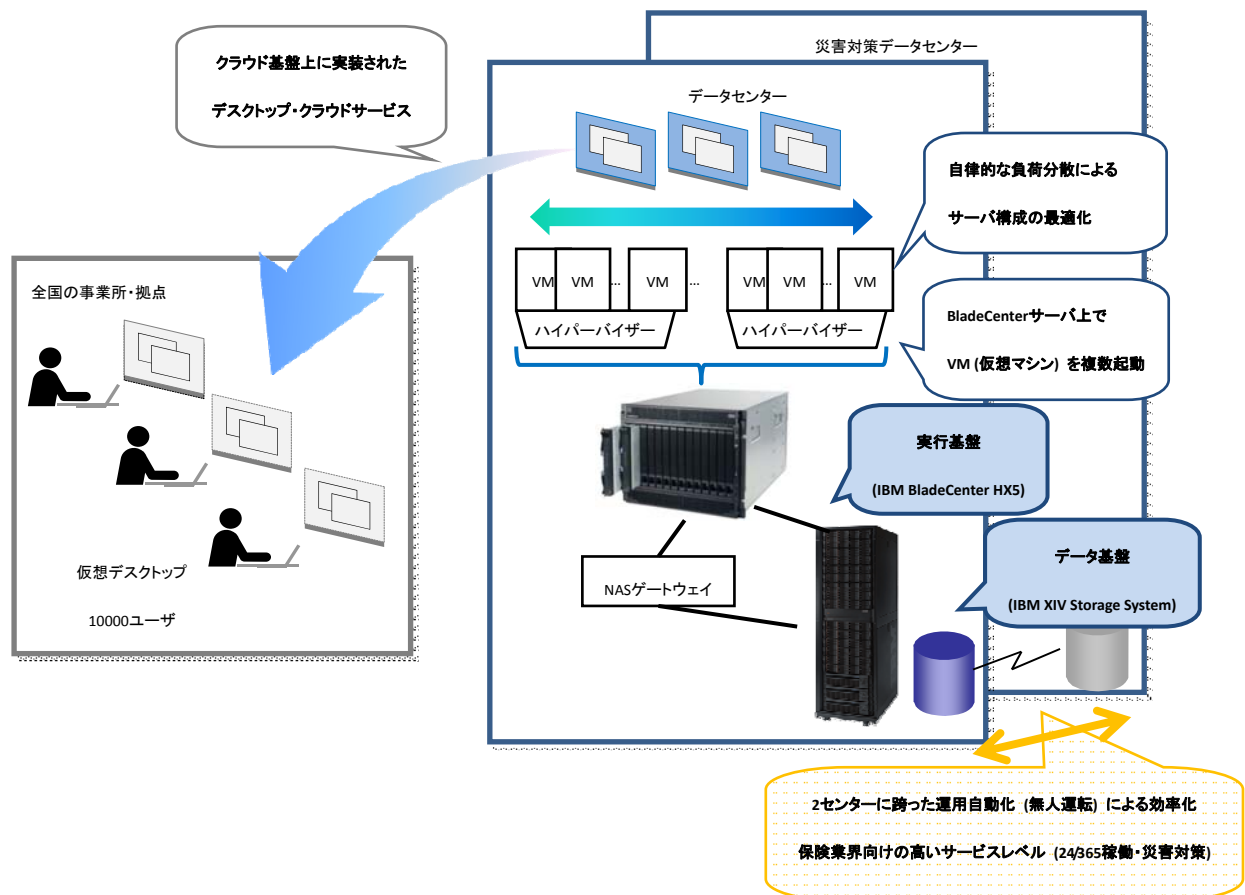 災害対策データセンター
クラウド基盤上に実装された
デスクトップ・クラウドサービス
データセンター
自律的な負荷分散による
サーバ構成の最適化
VM VM ... VM ... VM VM ... VM
ハイパーバイザー ハイパーバイザー
BladeCenterサーバ上で
VM (仮想マシン) を複数起動
全国の事業所・拠点
実行基盤
(IBM BladeCenter HX5)
データ基盤
(IBM XIV Storage System)
NASゲートウェイ
仮想デスクトップ
10000ユーザ
2センターに跨った運用自動化 (無人運転) による効率化
保険業界向けの高いサービスレベル (24/365稼働・災害対策)